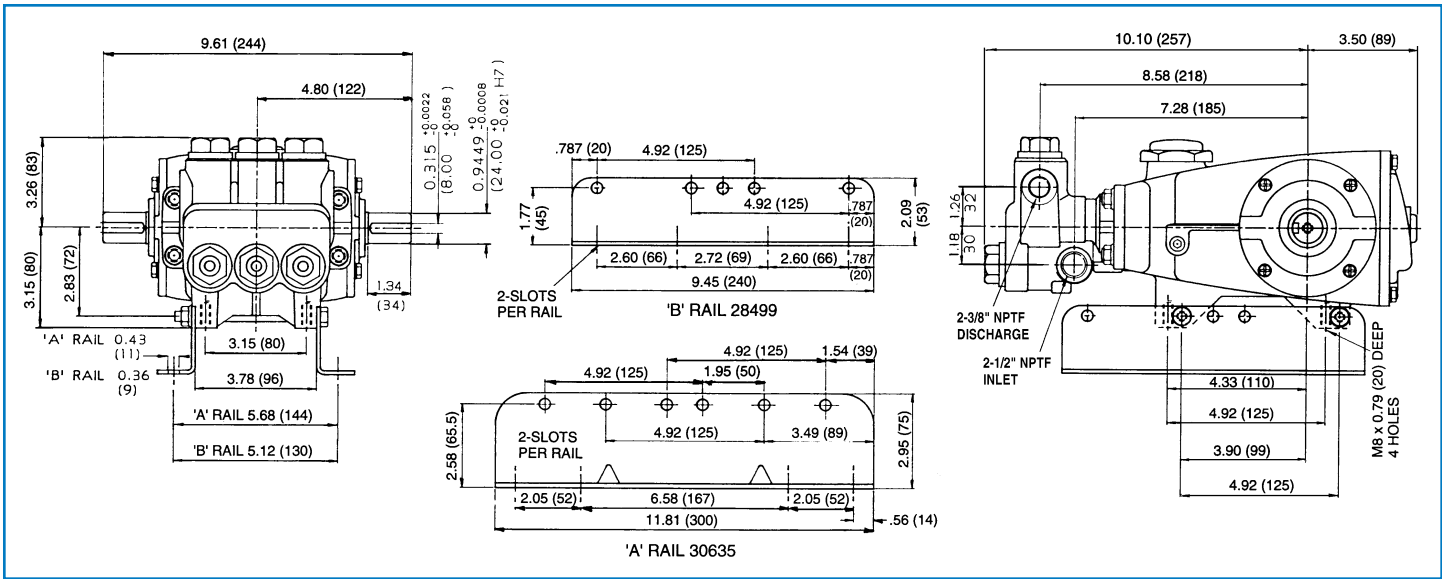 9.61 (244)
4.80 (122)
0.315 +0.0022 -0
(8.00 +0.058 -0 )
0.9449 -0.0008
(24.00 -0.021 H7 )
3.26 (83)
3.15 (80)
2.83 (72)
1.34
(34)
'A' RAIL 0.43
(11)
'B' RAIL 0.36
(9)
3.15 (80)
3.78 (96)
'A' RAIL 5.68 (144)
'B' RAIL 5.12 (130)
.787 (20)
4.92 (125)
1.77
(45)
4.92 (125)
.787
(20)
2.09
(53)
2.60 (66)
2.72 (69)
2.60 (66)
.787
(20)
9.45 (240)
2-SLOTS
PER RAIL
'B' RAIL 28499
4.92 (125)
1.54 (39)
4.92 (125)
1.95 (50)
2.58 (65.5)
2-SLOTS
PER RAIL
4.92 (125)
3.49 (89)
2.95 (75)
2.05 (52)
6.58 (167)
2.05 (52)
11.81 (300)
.56 (14)
'A' RAIL 30635
10.10 (257)
3.50 (89)
8.58 (218)
7.28 (185)
1.26
32
1.18
30
2-3/8" NPTF
DISCHARGE
2-1/2" NPTF
INLET
4.33 (110)
4.92 (125)
3.90 (99)
4.92 (125)
M8 x 0.79 (20) DEEP
4 HOLES